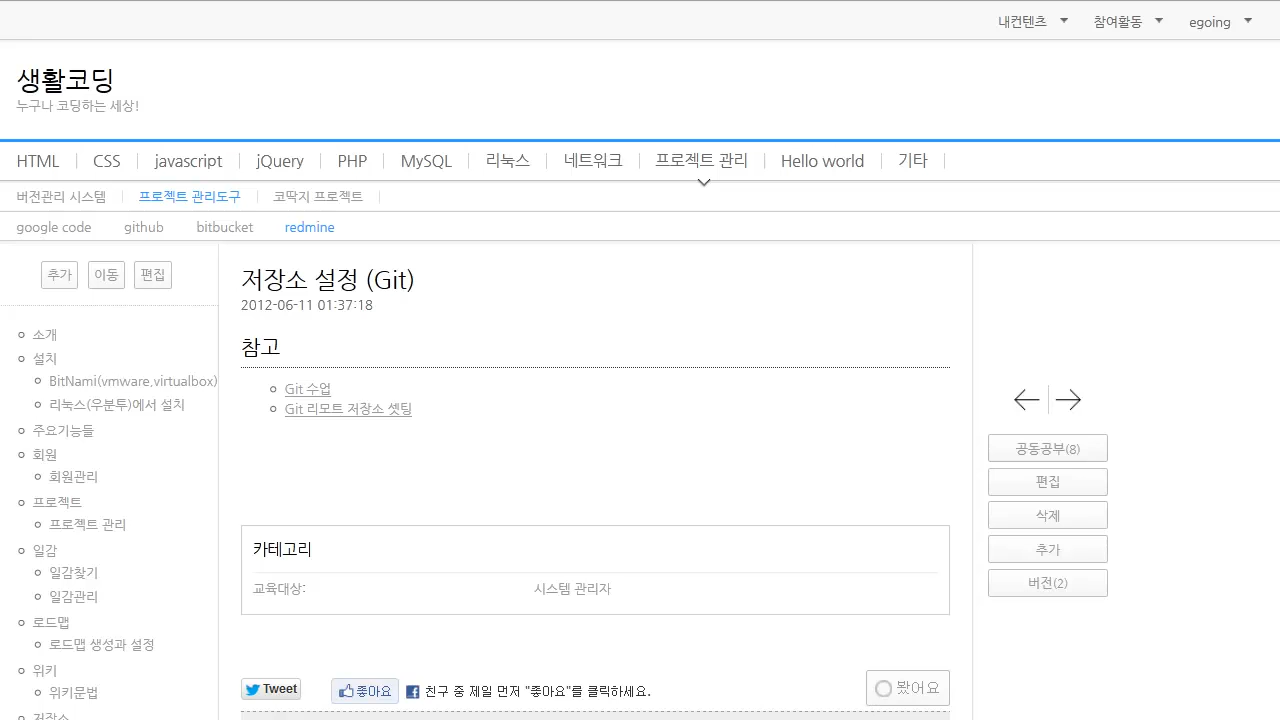 내컨텐츠 참여활동 egoing
생활코딩
누구나 코딩하는 세상!
HTML CSS javascript jQuery PHP MySQL 리눅스 네트워크 프로젝트 관리 Hello world 기타
버전관리 시스템 프로젝트 관리도구 코딱지 프로젝트
google code github bitbucket redmine
추가 이동 편집
소개
설치
BitNami(vmware,virtualbox)
리눅스(우분투)에서 설치
주요기능들
회원
회원관리
프로젝트
프로젝트 관리
일감
일감찾기
일감관리
로드맵
로드맵 생성과 설정
위키
위키문법
저장소
저장소 설정 (Git)
2012-06-11 01:37:18
참고
Git 수업
Git 리모트 저장소 셋팅
카테고리
교육대상: 시스템 관리자
Tweet 좋아요 친구 중 제일 먼저 "좋아요"를 클릭하세요. 봤어요
공동공부(8)
편집
삭제
추가
버전(2)